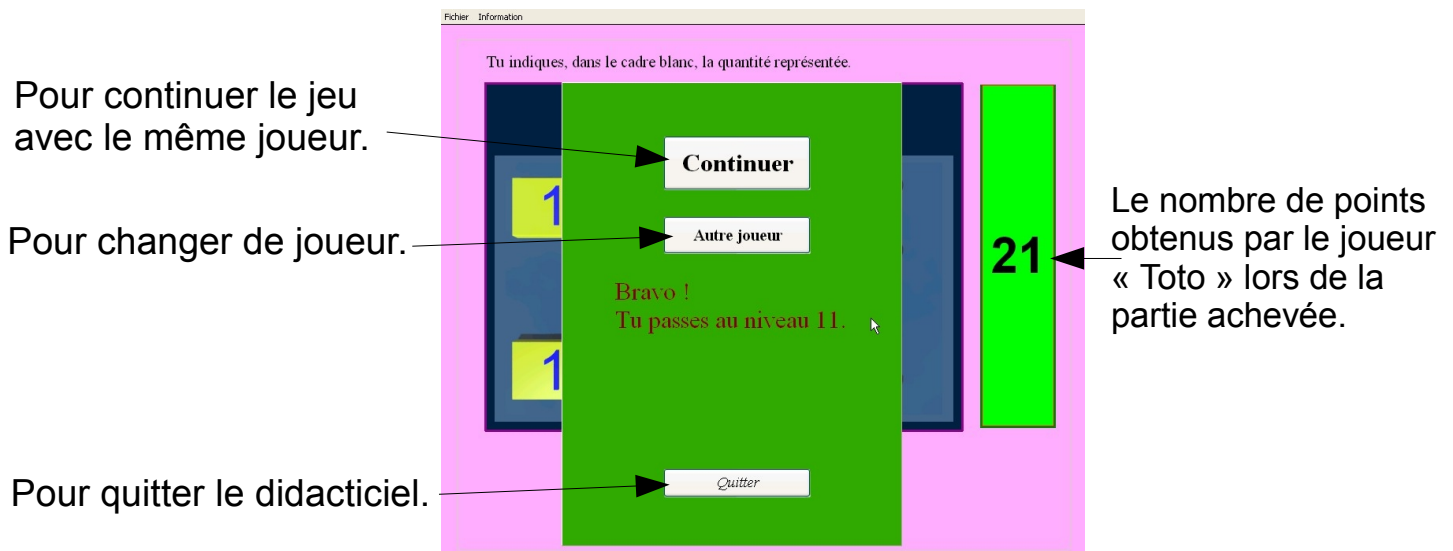 Fichier Information
Tu indiques, dans le cadre blanc, la quantité représentée.
Pour continuer le jeu
avec le même joueur.
Continuer
1
Pour changer de joueur.
Autre joueur
21
Le nombre de points
obtenus par le joueur
« Toto » lors de la
partie achevée.
Bravo !
Tu passes au niveau 11.
1
Pour quitter le didacticiel.
Quitter